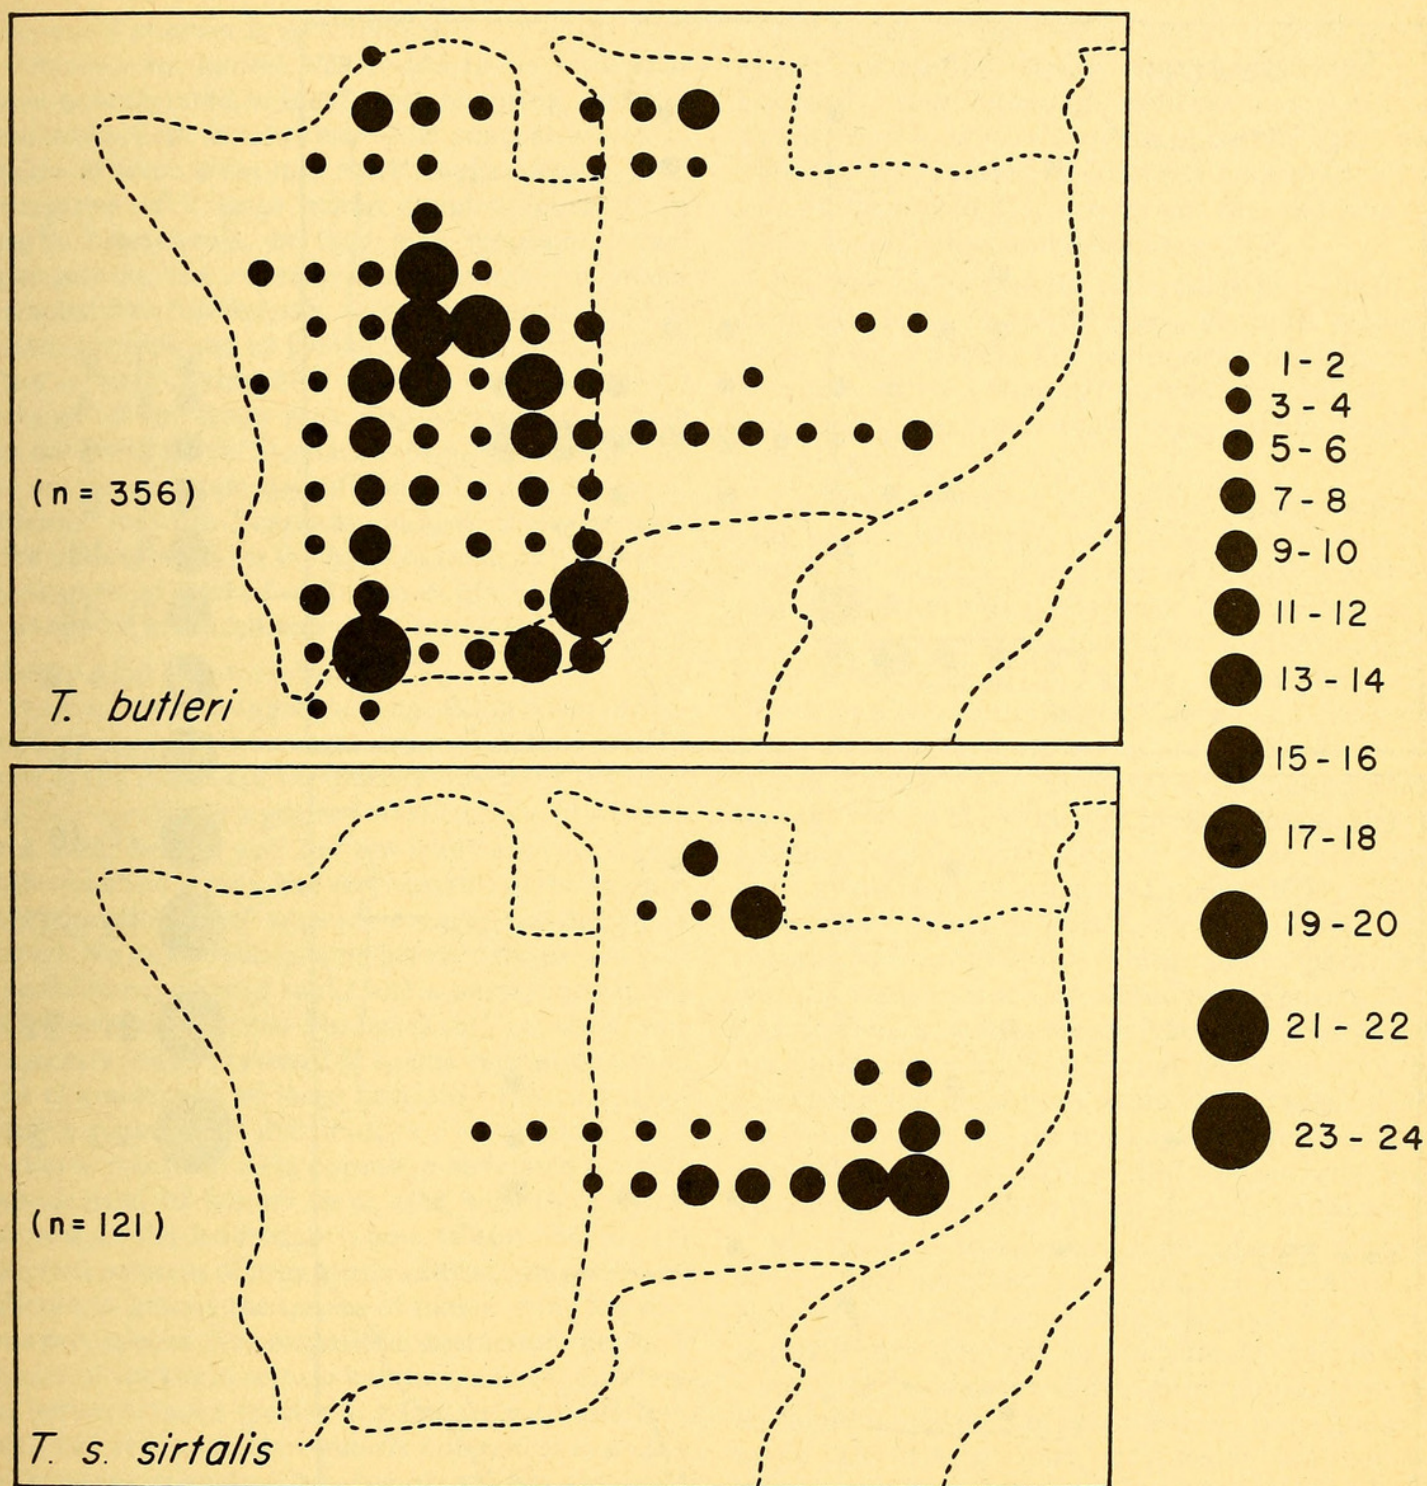 (n = 356)
T. butleri
1-2
3 - 4
5-6
7 - 8
9-10
11 - 12
13 - 14
15 - 16
17-18
19 - 20
21 - 22
23 - 24
(n = 121)
T. s. sirtalis